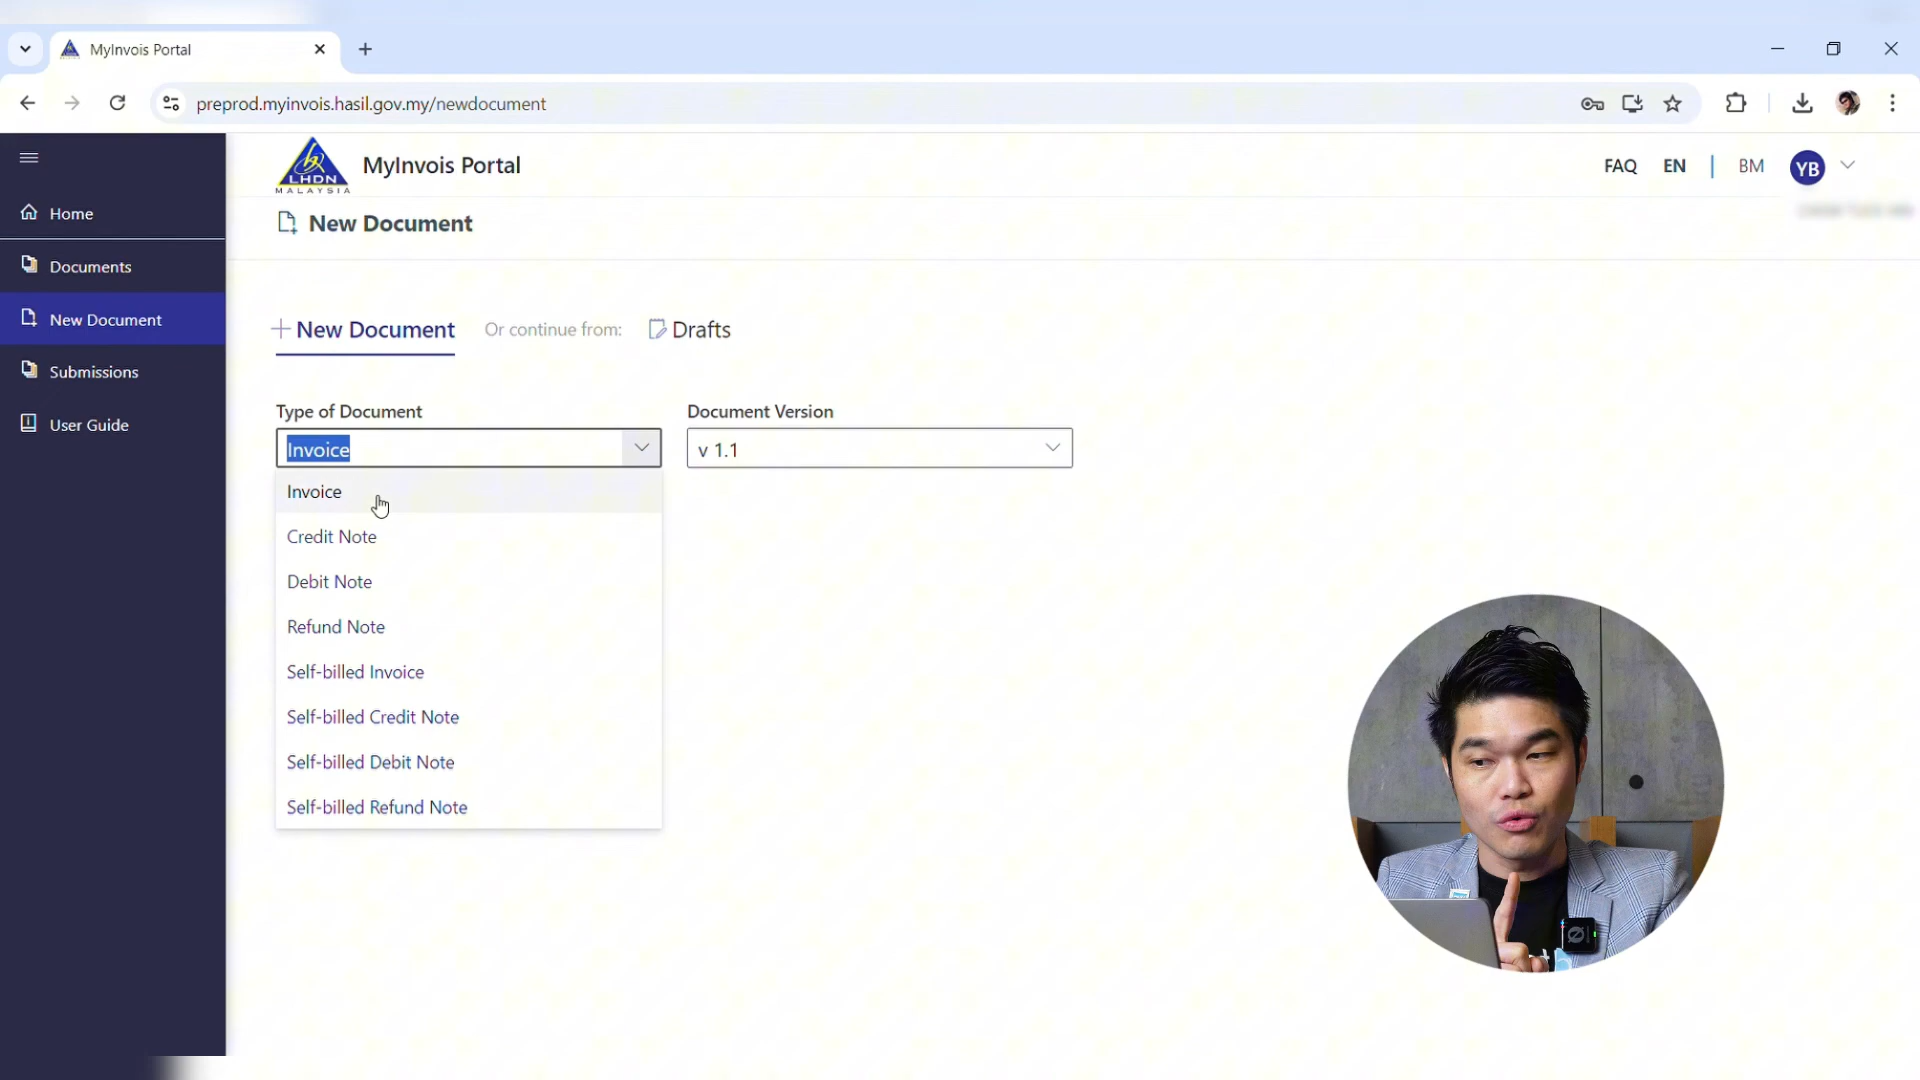 MyInvois Portal
preprod.myinvois.hasil.gov.my/newdocument
LHDN
MALAYSIA
MyInvois Portal
FAQ EN | BM YB
Home
New Document
Documents
New Document
Submissions
User Guide
New Document Or continue from: Drafts
Type of Document
Document Version
Invoice
v 1.1
Invoice
Credit Note
Debit Note
Refund Note
Self-billed Invoice
Self-billed Credit Note
Self-billed Debit Note
Self-billed Refund Note